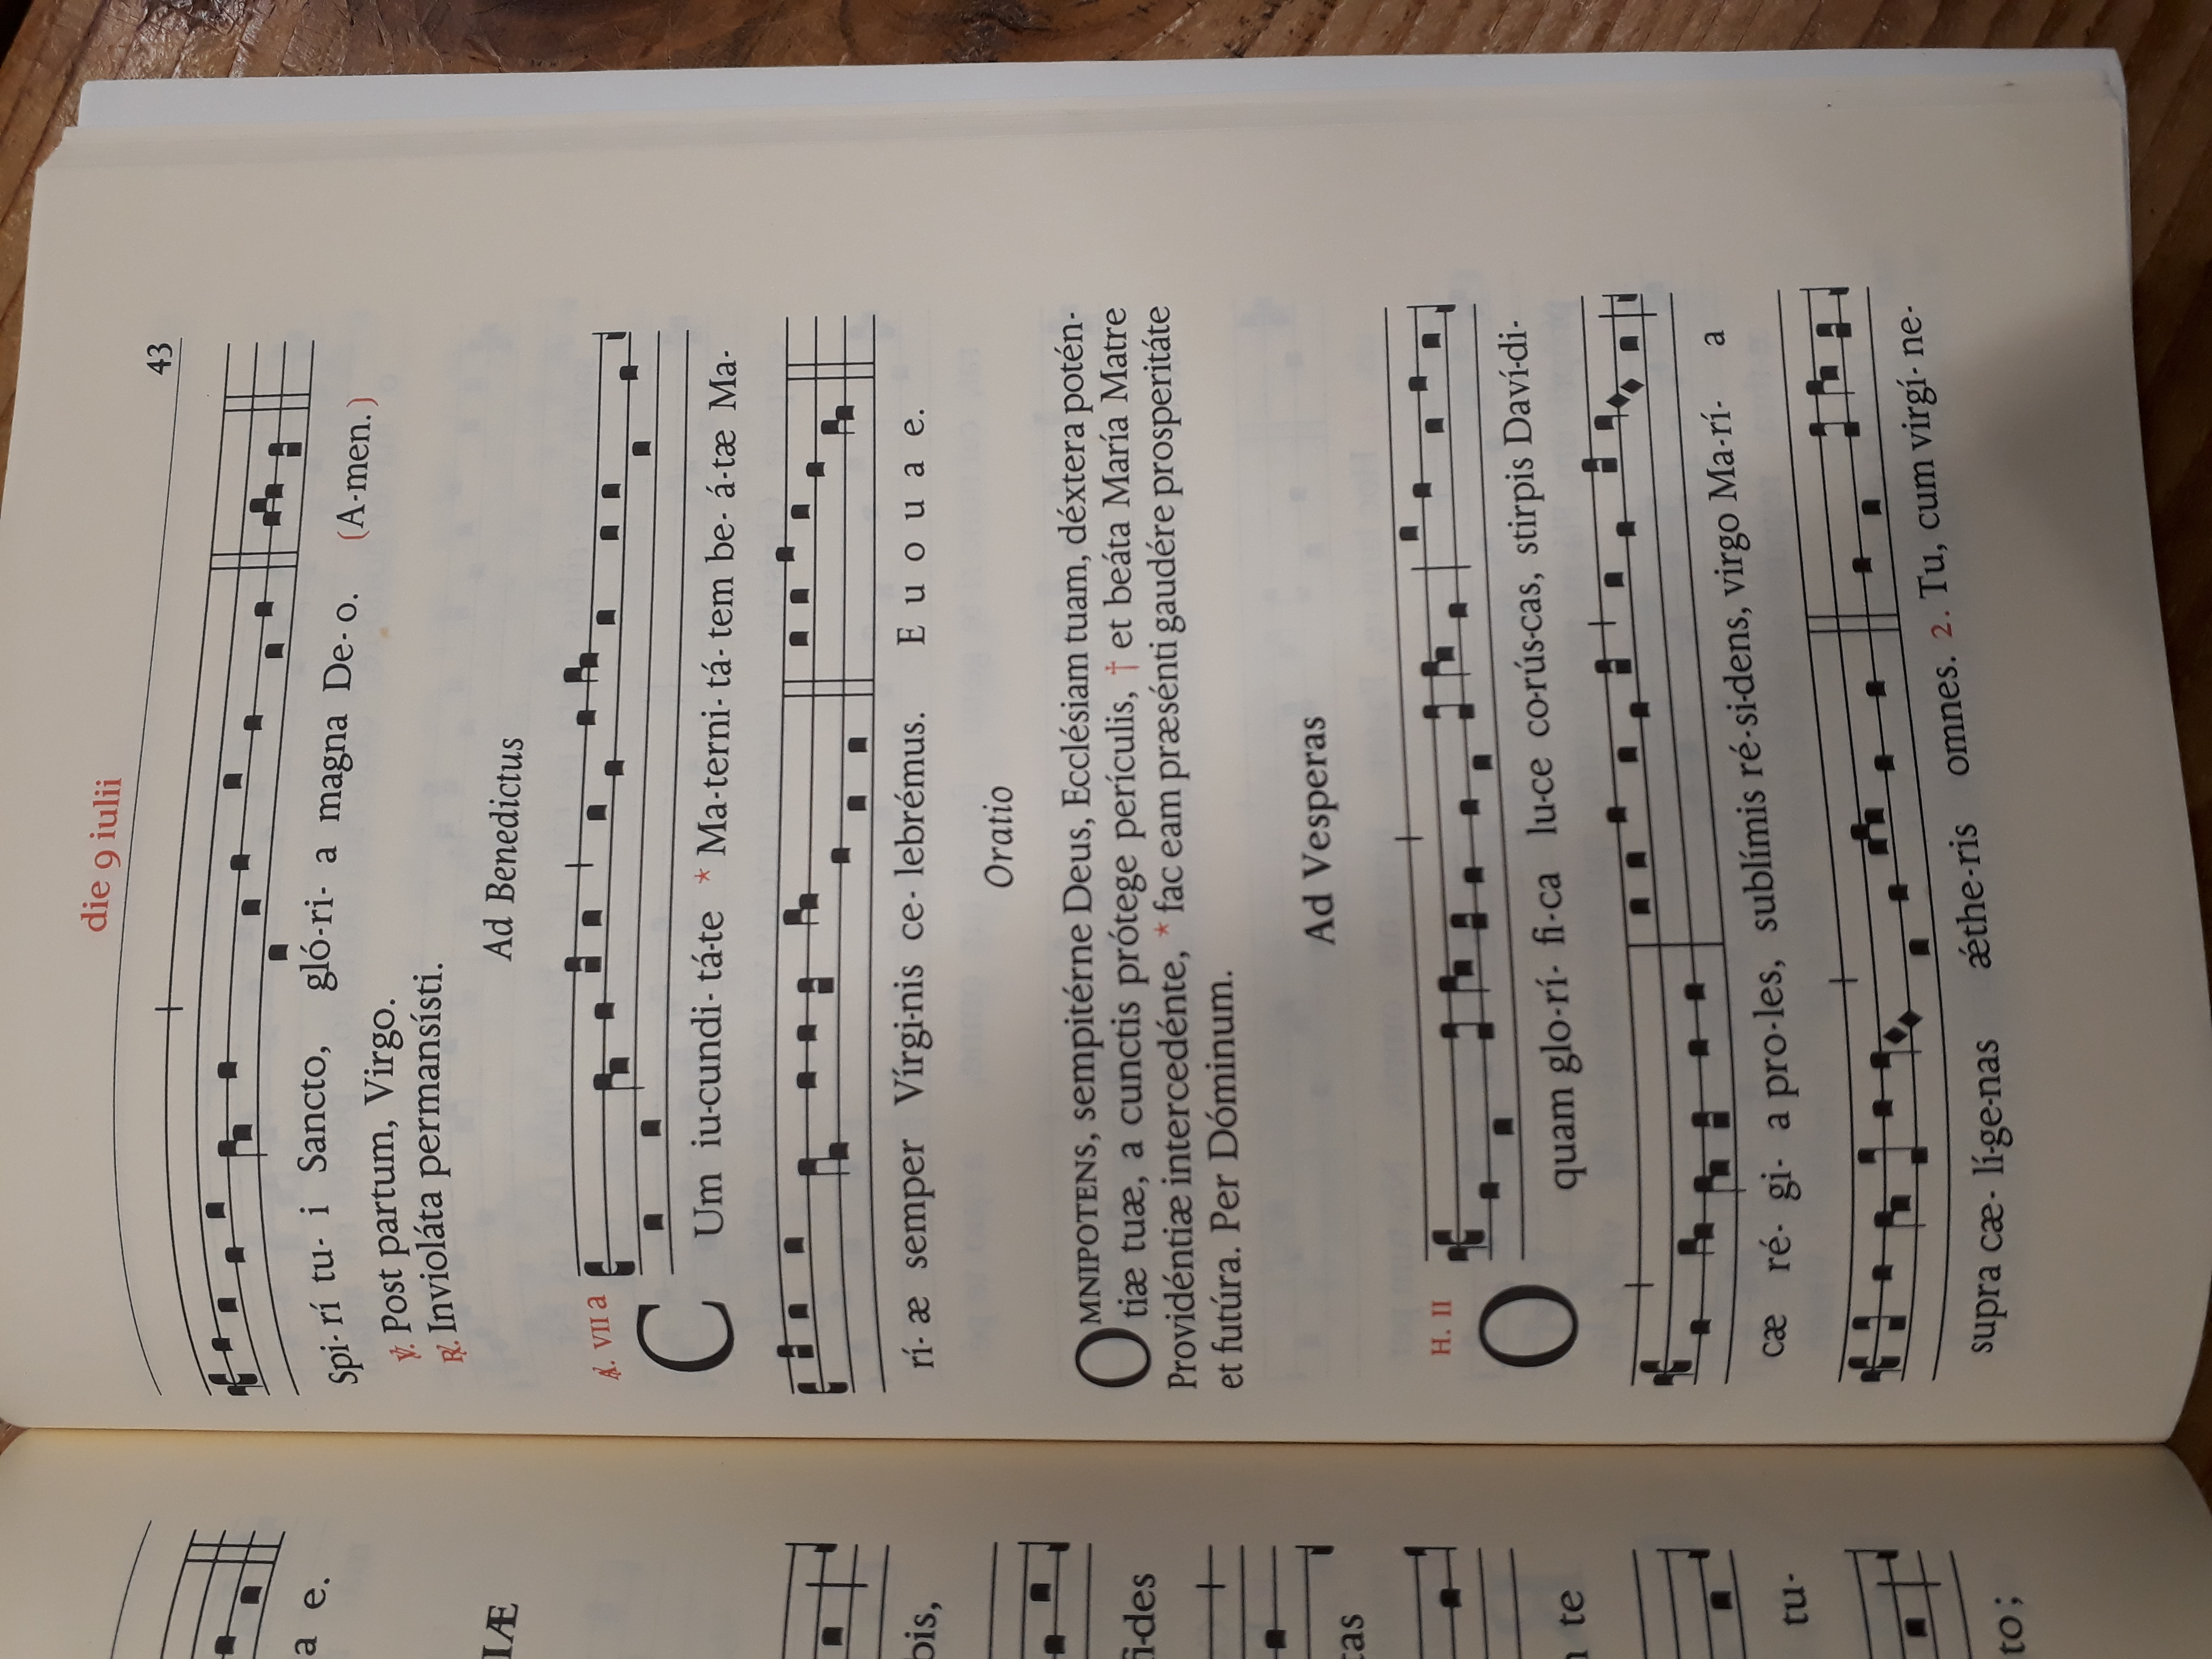 die 9 iulii
43
Spi- rí tu- i Sancto, gló-ri- a magna De- o. (A-men.)
℣. Post partum, Virgo.
℟. Invioláta permansísti.
Ad Benedictus
A. VII a
CUm iu-cundi- tá-te * Ma-terni- tá- tem be- á-tæ Ma-
rí- æ semper Vírgi-nis ce- lebrémus. E u o u a e.
Oratio
OMNIPOTENS, sempitérne Deus, Ecclésiam tuam, déxtera potén-
tiæ tuæ, a cunctis prótege perículis, † et beáta María Matre
Providéntiæ intercedénte, * fac eam præsénti gaudére prosperitáte
et futúra. Per Dóminum.
Ad Vesperas
H. II
O quam glo-rí- fi-ca lu-ce co-rús-cas, stirpis Daví-di-
cæ ré- gi- a pro-les, sublímis ré-si-dens, virgo Ma-rí- a
supra cæ- lí-ge-nas ǽthe-ris omnes. 2. Tu, cum virgí- ne-
a e.
IÆ
bis,
fi-des
tas
te
tu-
to ;